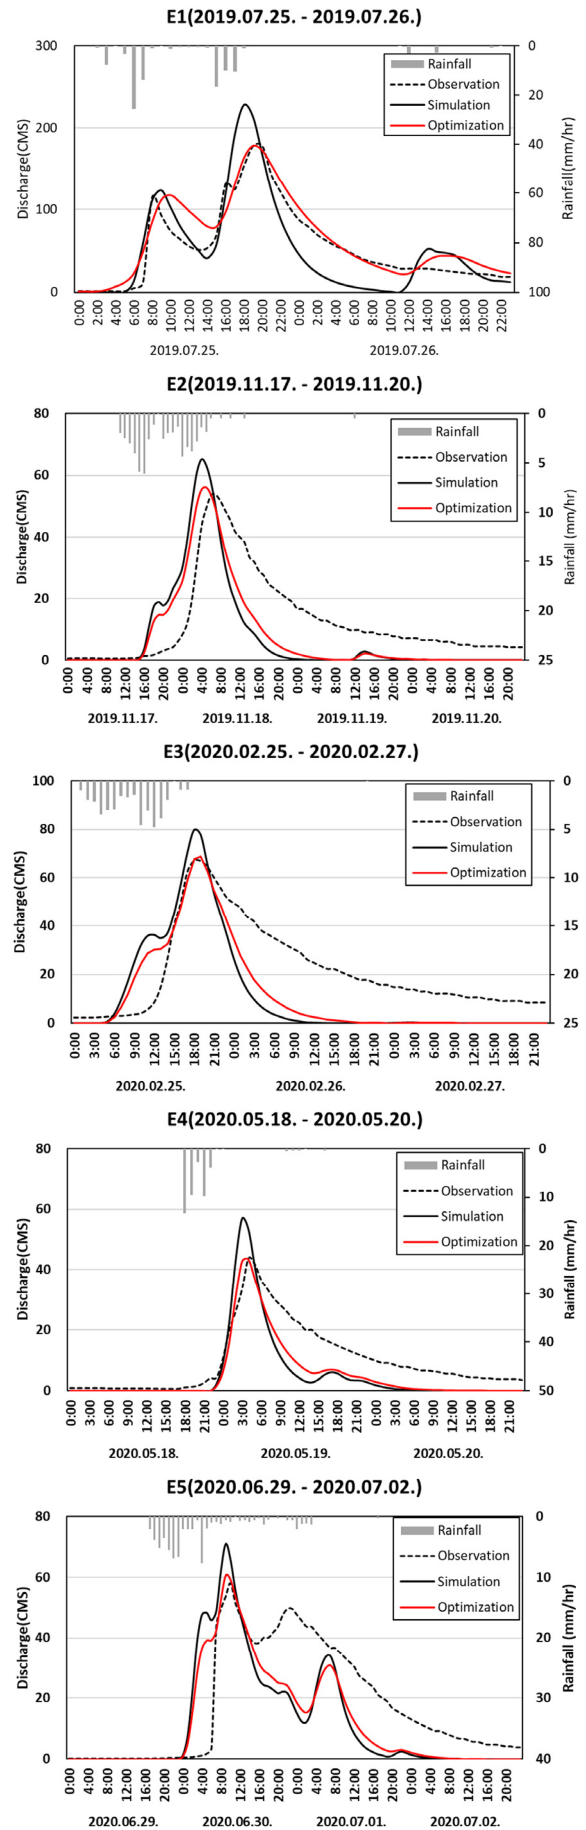 E1(2019.07.25. - 2019.07.26.)
300
200
100
0
Discharge(CMS)
Rainfall
Observation
Simulation
Optimization
0
20
40
60
80
100
Rainfall(mm/hr)
0:00 2:00 4:00 6:00 8:00 10:00 12:00 14:00 16:00 18:00 20:00 22:00 0:00 2:00 4:00 6:00 8:00 10:00 12:00 14:00 16:00 18:00 20:00 22:00
2019.07.25. 2019.07.26.
E2(2019.11.17. - 2019.11.20.)
80
60
40
20
0
Discharge(CMS)
Rainfall
Observation
Simulation
Optimization
0
5
10
15
20
25
Rainfall (mm/hr)
0:00 4:00 8:00 12:00 16:00 20:00 0:00 4:00 8:00 12:00 16:00 20:00 0:00 4:00 8:00 12:00 16:00 20:00 0:00 4:00 8:00 12:00 16:00 20:00
2019.11.17. 2019.11.18. 2019.11.19. 2019.11.20.
E3(2020.02.25. - 2020.02.27.)
100
80
60
40
20
0
Discharge(CMS)
Rainfall
Observation
Simulation
Optimization
0
5
10
15
20
25
Rainfall (mm/hr)
0:00 3:00 6:00 9:00 12:00 15:00 18:00 21:00 0:00 3:00 6:00 9:00 12:00 15:00 18:00 21:00 0:00 3:00 6:00 9:00 12:00 15:00 18:00 21:00
2020.02.25. 2020.02.26. 2020.02.27.
E4(2020.05.18. - 2020.05.20.)
80
60
40
20
0
Discharge(CMS)
Rainfall
Observation
Simulation
Optimization
0
10
20
30
40
50
Rainfall (mm/hr)
0:00 3:00 6:00 9:00 12:00 15:00 18:00 21:00 0:00 3:00 6:00 9:00 12:00 15:00 18:00 21:00 0:00 3:00 6:00 9:00 12:00 15:00 18:00 21:00
2020.05.18. 2020.05.19. 2020.05.20.
E5(2020.06.29. - 2020.07.02.)
80
60
40
20
0
Discharge(CMS)
Rainfall
Observation
Simulation
Optimization
0
10
20
30
40
Rainfall (mm/hr)
0:00 4:00 8:00 12:00 16:00 20:00 0:00 4:00 8:00 12:00 16:00 20:00 0:00 4:00 8:00 12:00 16:00 20:00 0:00 4:00 8:00 12:00 16:00 20:00
2020.06.29. 2020.06.30. 2020.07.01. 2020.07.02.